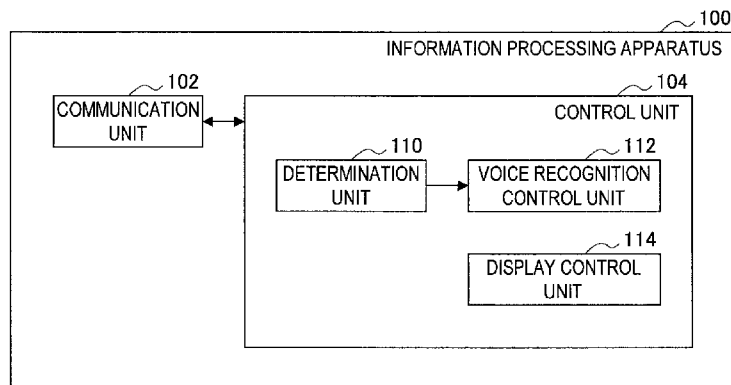 100
INFORMATION PROCESSING APPARATUS
102
COMMUNICATION
UNIT
104
CONTROL UNIT
110
DETERMINATION
UNIT
112
VOICE RECOGNITION
CONTROL UNIT
114
DISPLAY CONTROL
UNIT